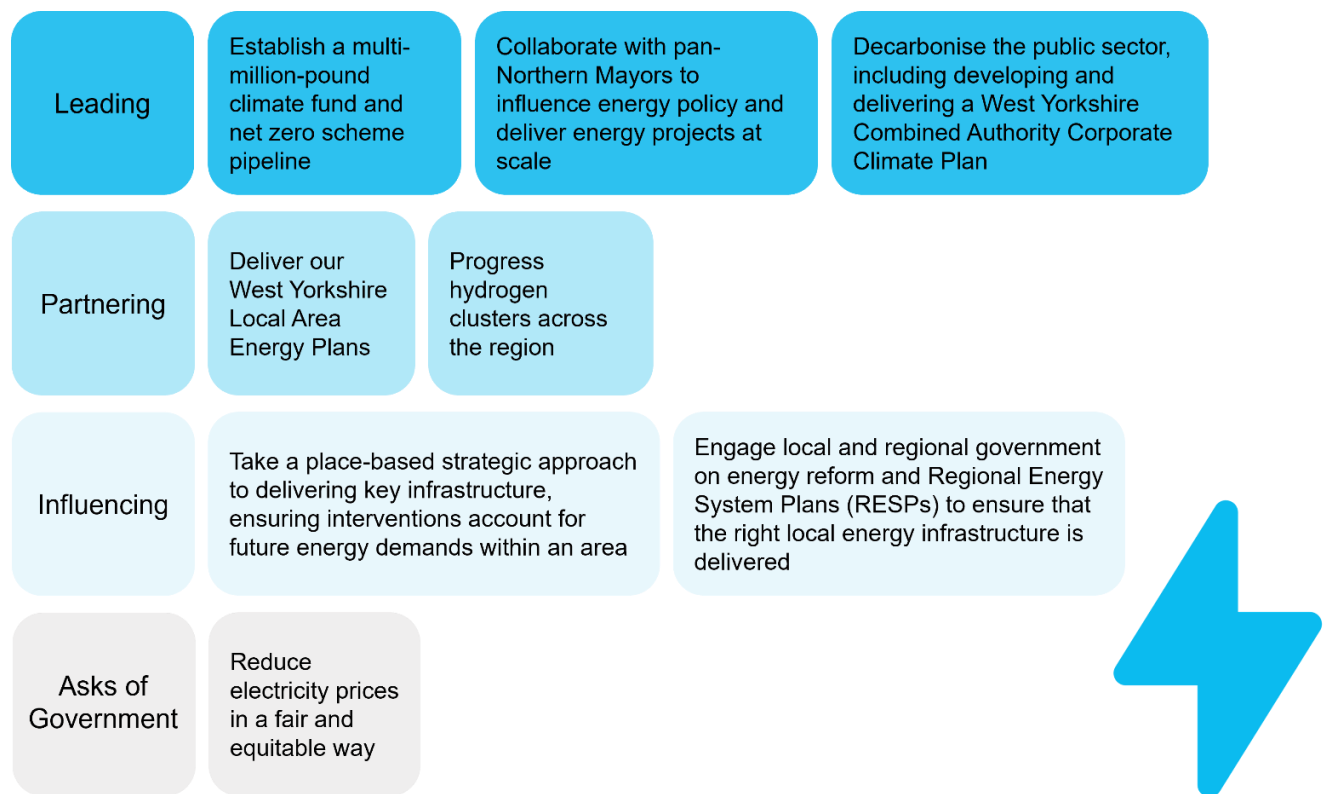 Leading
Establish a multi-
million-pound
climate fund and
net zero scheme
pipeline
Collaborate with pan-
Northern Mayors to
influence energy policy and
deliver energy projects at
scale
Decarbonise the public sector,
including developing and
delivering a West Yorkshire
Combined Authority Corporate
Climate Plan
Partnering
Deliver our
West Yorkshire
Local Area
Energy Plans
Progress
hydrogen
clusters across
the region
Influencing
Take a place-based strategic approach
to delivering key infrastructure,
ensuring interventions account for
future energy demands within an area
Engage local and regional government
on energy reform and Regional Energy
System Plans (RESPs) to ensure that
the right local energy infrastructure is
delivered
Asks of
Government
Reduce
electricity prices
in a fair and
equitable way